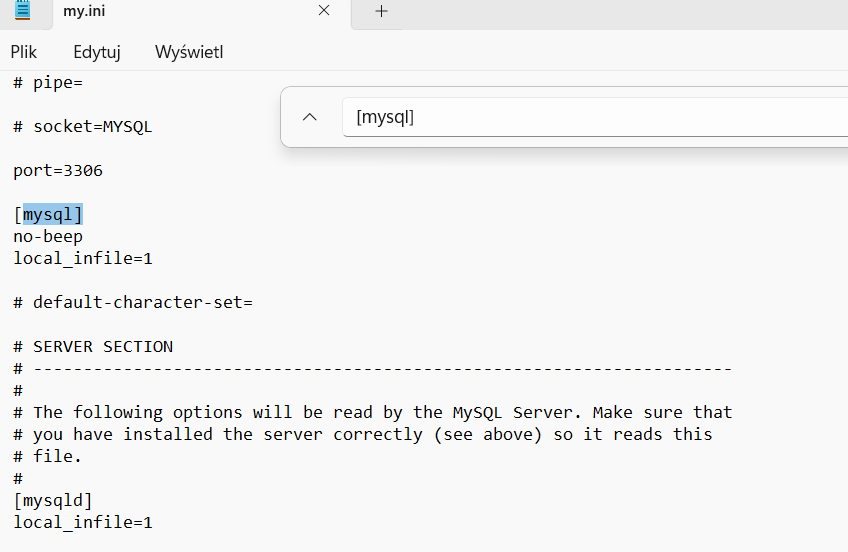 my.ini
Plik Edytuj Wyświetl
# pipe=
[mysql]
# socket=MYSQL
port=3306
[mysql]
no-beep
local_infile=1
# default-character-set=
# SERVER SECTION
# ----------------------------------------------------------------------
#
# The following options will be read by the MySQL Server. Make sure that
# you have installed the server correctly (see above) so it reads this
# file.
#
[mysqld]
local_infile=1